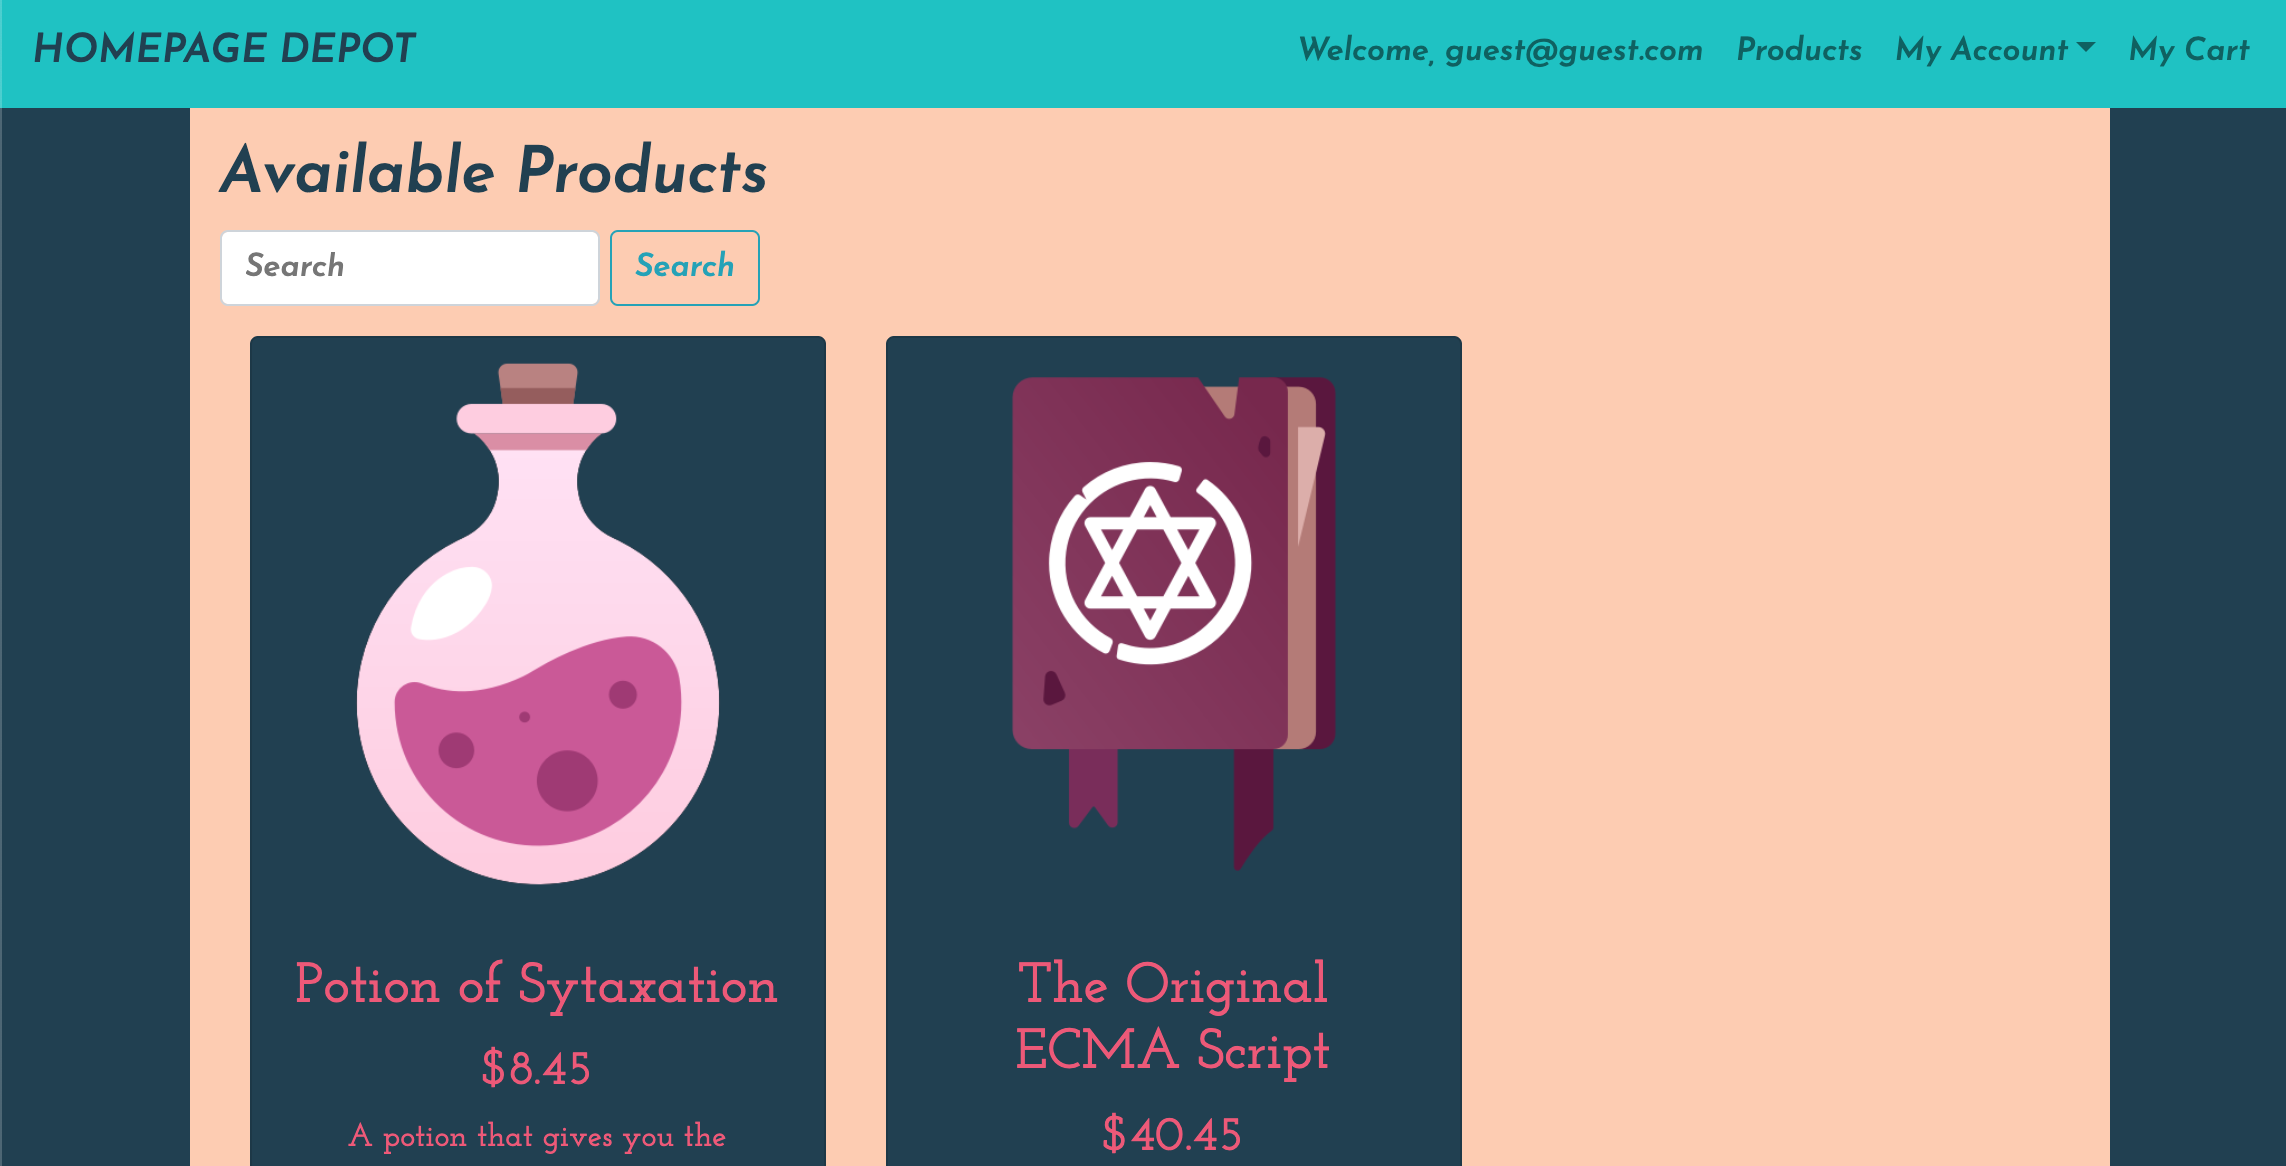 HOMEPAGE DEPOT
Welcome, guest@guest.com Products My Account My Cart
Available Products
Search Search
Potion of Sytaxation
$8.45
A potion that gives you the
The Original
ECMA Script
$40.45